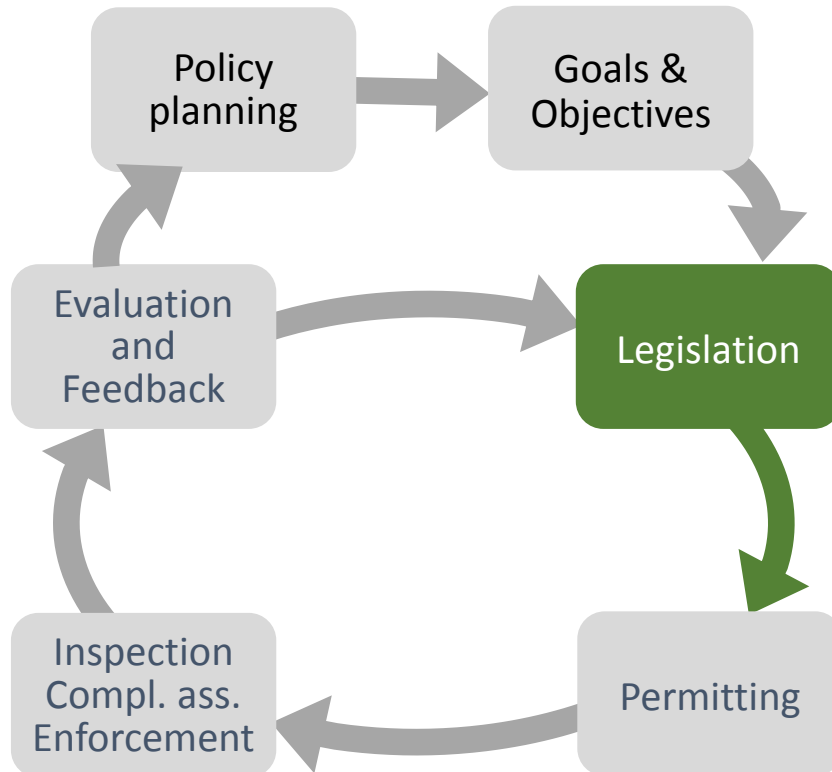 Policy
planning
Goals &
Objectives
Evaluation
and
Feedback
Legislation
Inspection
Compl. ass.
Enforcement
Permitting